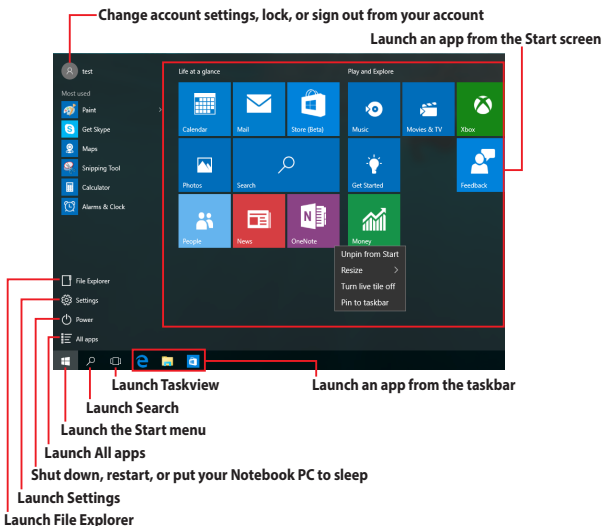 Change account settings, lock, or sign out from your account
Launch an app from the Start screen
test
Most used
Paint
Get Skype
Maps
Snipping Tool
Calculator
Alarms & Clock
File Explorer
Settings
Power
All apps
Life at a glance
Play and Explore
Calendar
Mail
Store (Beta)
Music
Movies & TV
Xbox
Photos
Search
Get Started
Feedback
People
News
OneNote
Money
Unpin from Start
Resize
Turn live tile off
Pin to taskbar
Launch Taskview
Launch an app from the taskbar
Launch Search
Launch the Start menu
Launch All apps
Shut down, restart, or put your Notebook PC to sleep
Launch Settings
Launch File Explorer